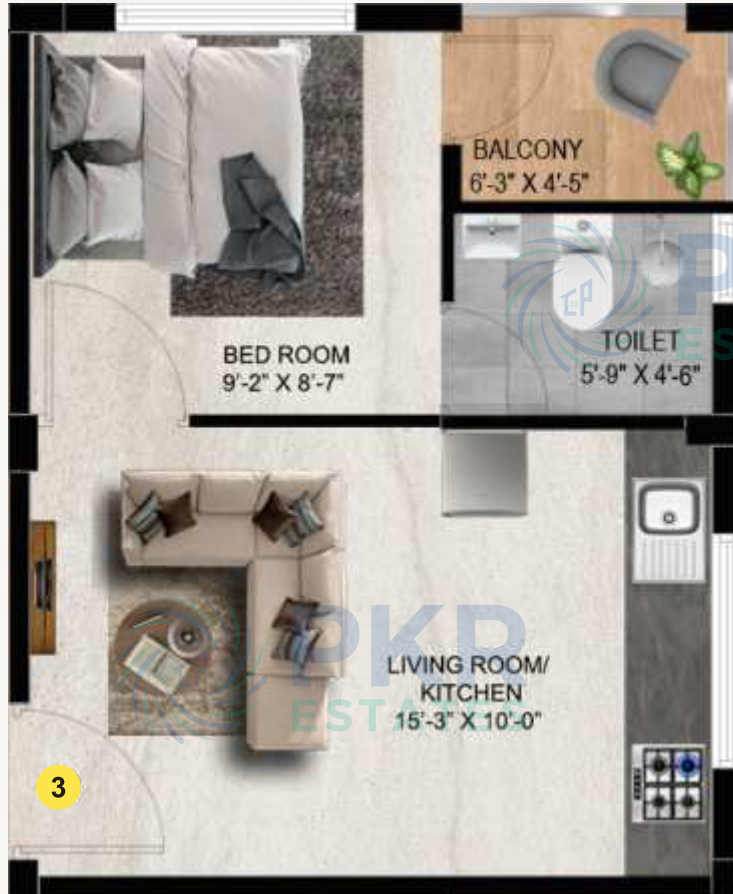 BALCONY
6'-3" X 4'-5"
TOILET
5'-9" X 4'-6"
BED ROOM
9'-2" X 8'-7"
LIVING ROOM/
KITCHEN
15'-3" X 10'-0"
PKR
ESTATES
3
P
ES